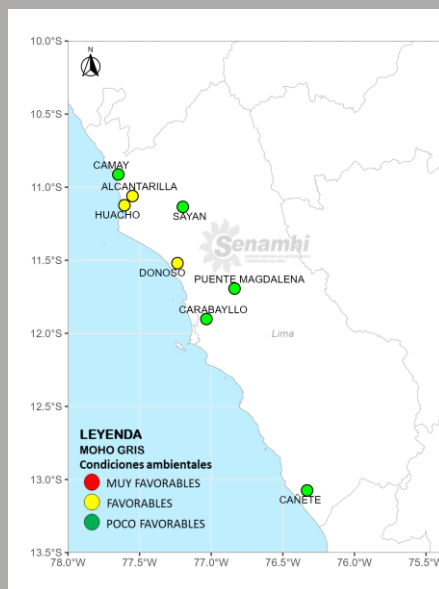 10.0°S
N
10.5°S
CAMAY
11.0°S
ALCANTARILLA
HUACHO
SAYAN
Senamhi
11.5°S
DONOSO
PUENTE MAGDALENA
CARABAYLLO
12.0°S
Lima
12.5°S
LEYENDA
MOHO GRIS
Condiciones ambientales
13.0°S
MUY FAVORABLES
CAÑETE
FAVORABLES
POCO FAVORABLES
13.5°S
78.0°W 77.5°W 77.0°W 76.5°W 76.0°W 75.5°W